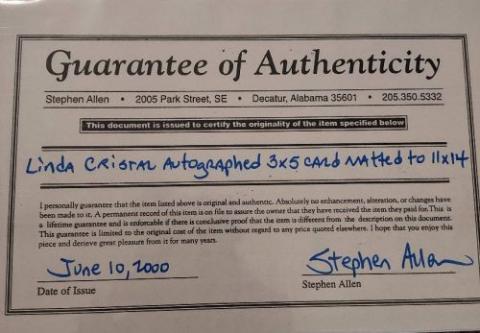 Guarantee of Authenticity
Stephen Allen • 2005 Park Street, SE • Decatur, Alabama 35601 • 205.350.5332
This document is issued to certify the originality of the item specified below
Linda CRISTAL Autographed 3x5 CARD MATTED to 11x14
I personally guarantee that the item listed above is original and authentic. Absolutely no enhancement, alteration, or changes have
been made to it. A permanent record of this item is on file to assure the owner that they have received the item they paid for. This is
a lifetime guarantee and is enforceable if there is conclusive proof that the item is different from the description on this document.
This guarantee is limited to the original cost of the item without regard to any price quoted elsewhere. I hope that you enjoy this
piece and derieve great pleasure from it for many years.
June 10, 2000 Stephen Allen
Date of Issue Stephen Allen